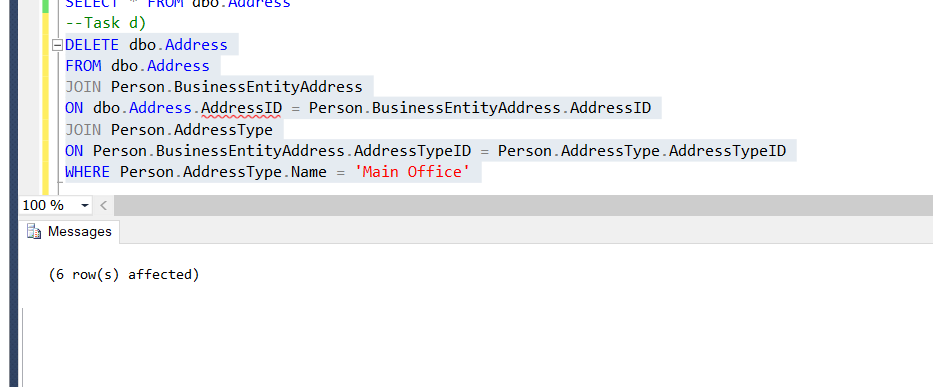 SELECT * FROM dbo.Address
--Task d)
DELETE dbo.Address
FROM dbo.Address
JOIN Person.BusinessEntityAddress
ON dbo.Address.AddressID = Person.BusinessEntityAddress.AddressID
JOIN Person.AddressType
ON Person.BusinessEntityAddress.AddressTypeID = Person.AddressType.AddressTypeID
WHERE Person.AddressType.Name = 'Main Office'
100 %
Messages
(6 row(s) affected)